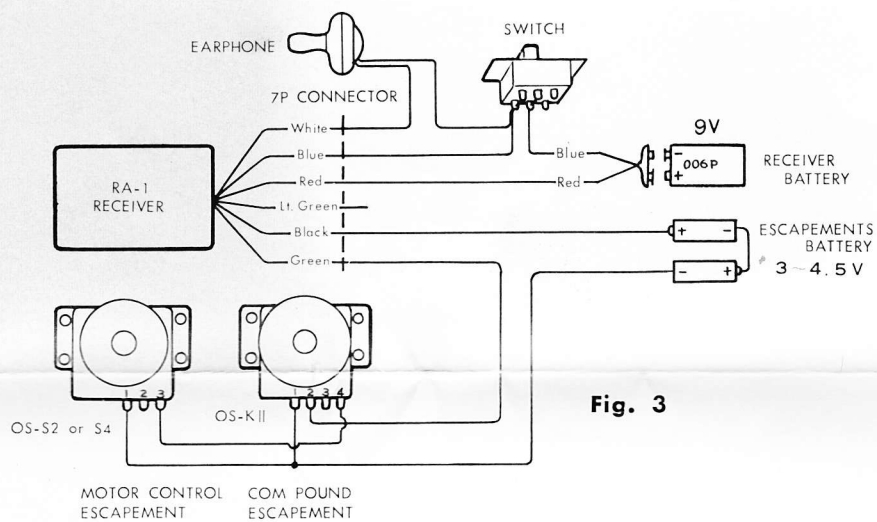 EARPHONE
SWITCH
7P CONNECTOR
White
Blue
Red
Lt. Green
Black
Green
RA-1
RECEIVER
Blue
Red
9V
-
006P
+
RECEIVER
BATTERY
+ -
- +
ESCAPEMENTS
BATTERY
3~4.5V
1 2 3
1 2 3 4
OS-S2 or S4
OS-KII
Fig. 3
MOTOR CONTROL
ESCAPEMENT
COM POUND
ESCAPEMENT